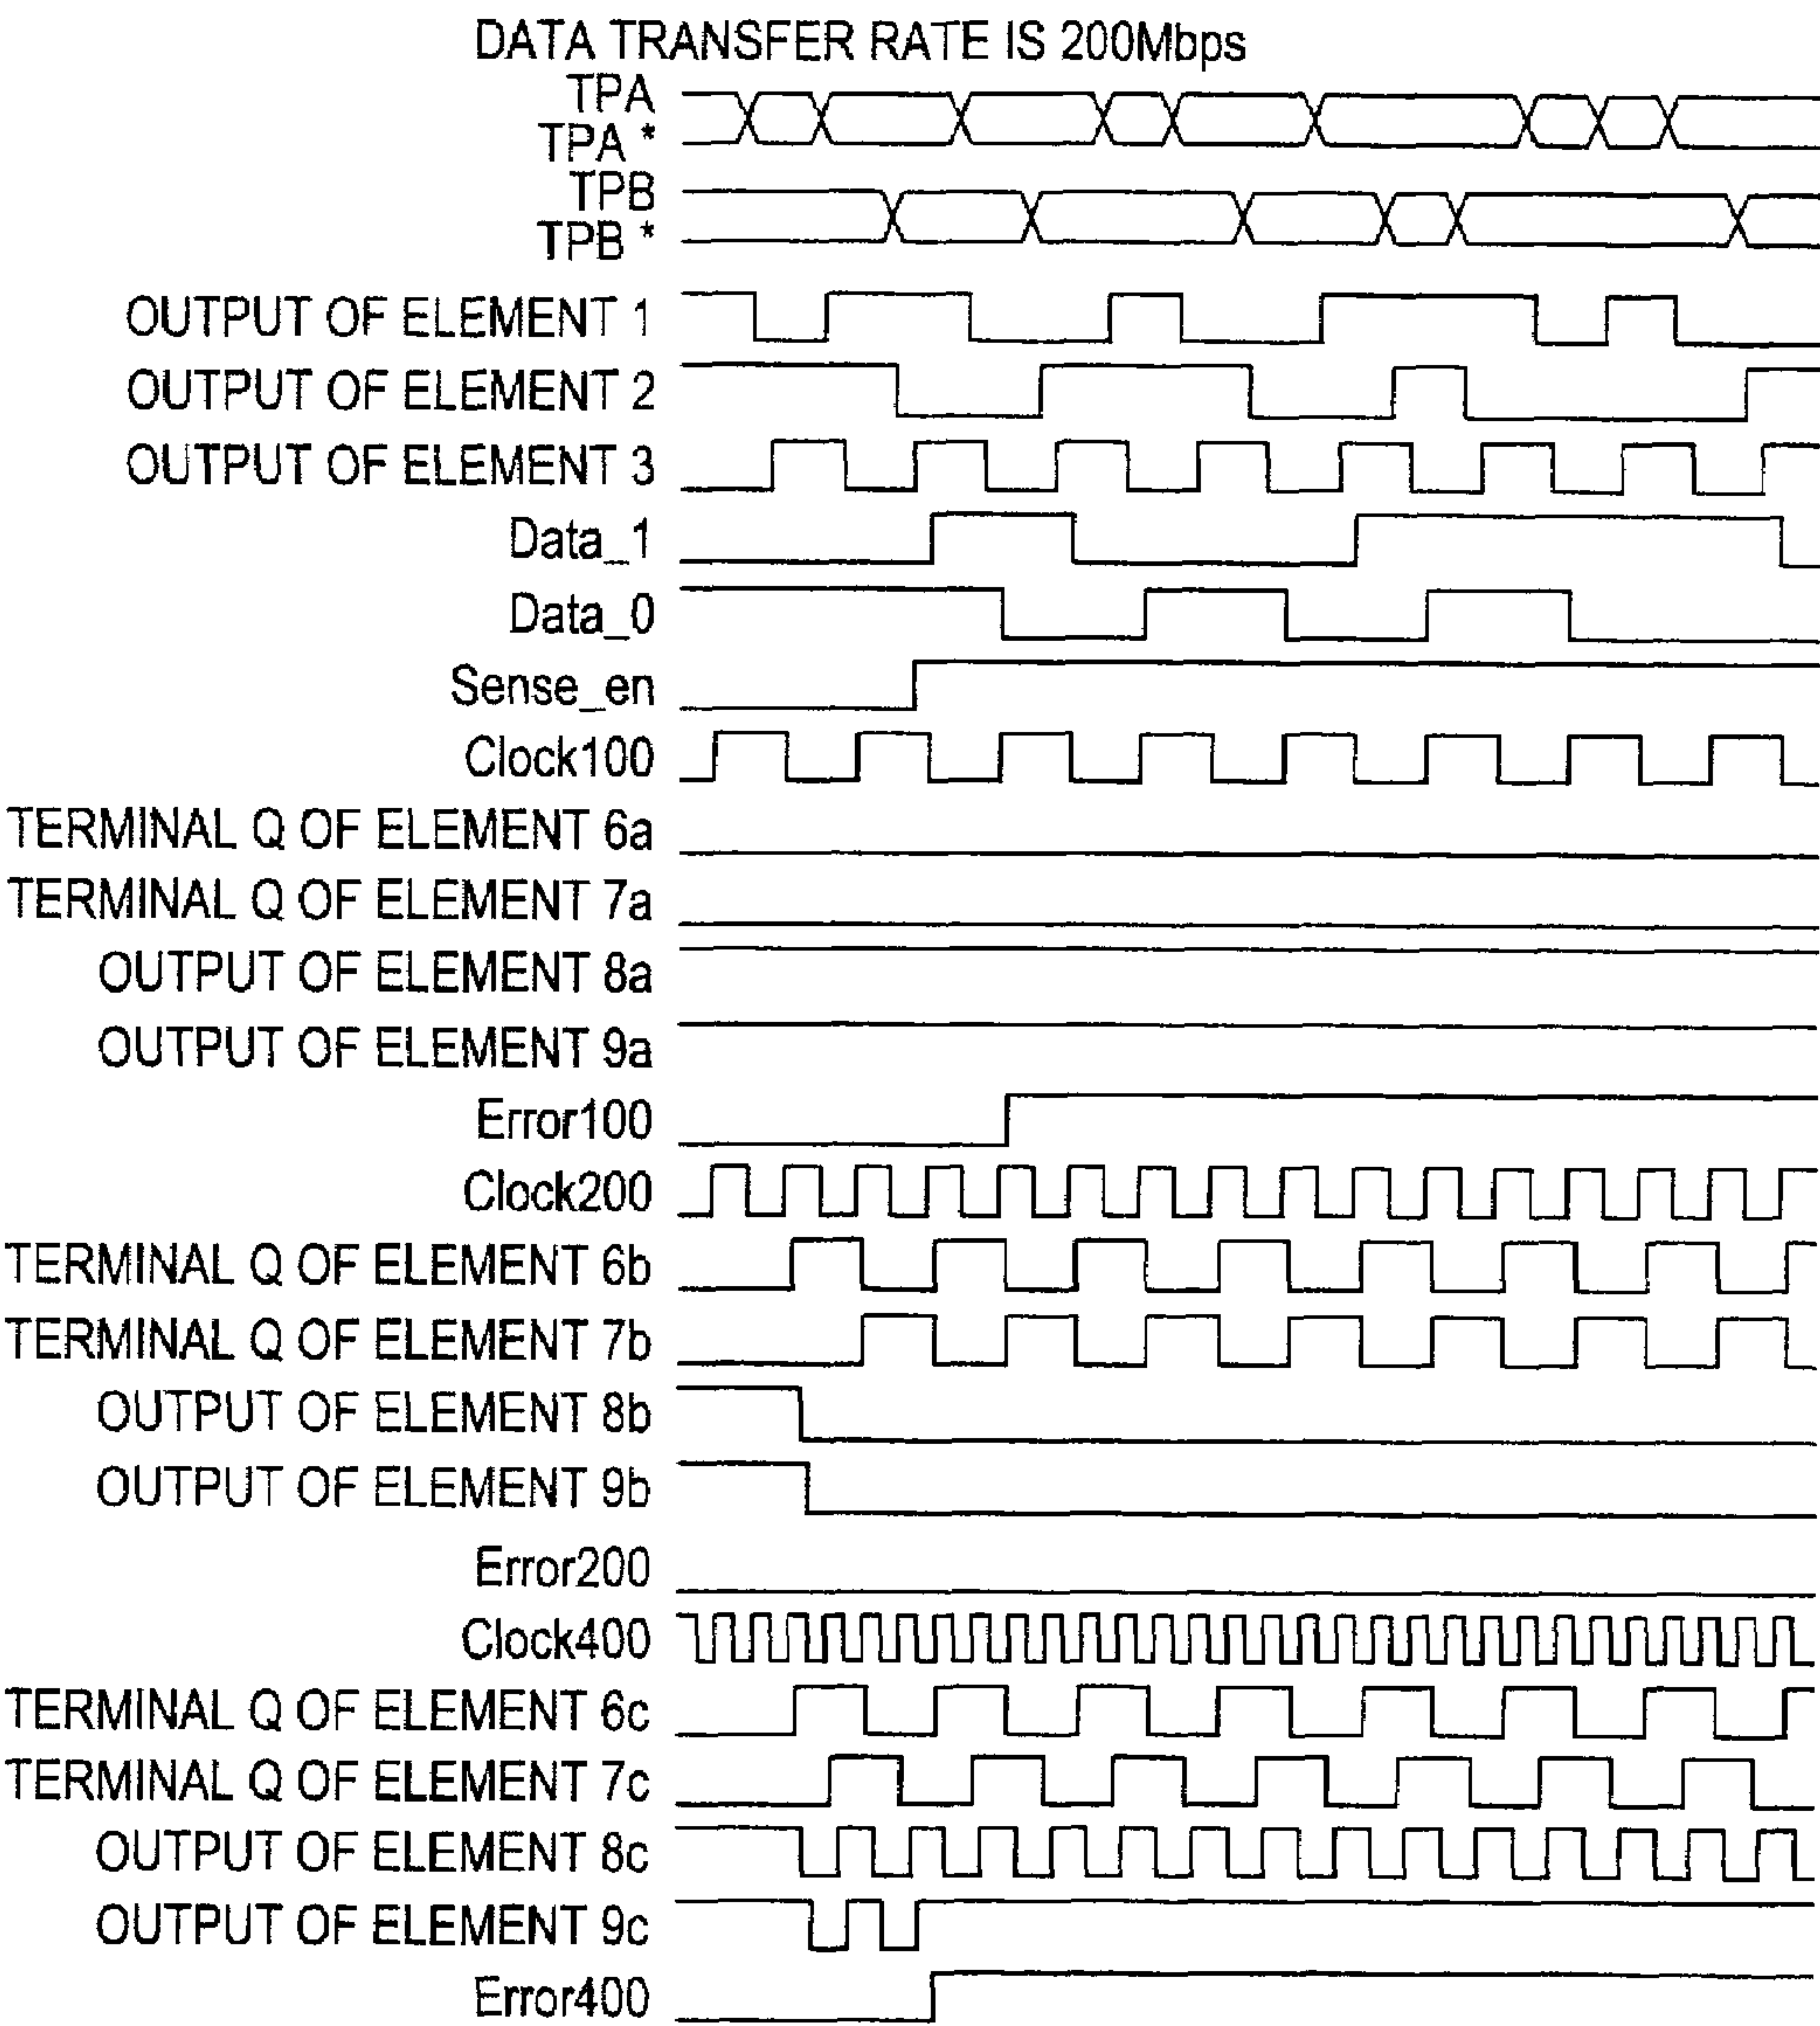 DATA TRANSFER RATE IS 200Mbps
TPA
TPA *
TPB
TPB *
OUTPUT OF ELEMENT 1
OUTPUT OF ELEMENT 2
OUTPUT OF ELEMENT 3
Data_1
Data_0
Sense_en
Clock100
TERMINAL Q OF ELEMENT 6a
TERMINAL Q OF ELEMENT 7a
OUTPUT OF ELEMENT 8a
OUTPUT OF ELEMENT 9a
Error100
Clock200
TERMINAL Q OF ELEMENT 6b
TERMINAL Q OF ELEMENT 7b
OUTPUT OF ELEMENT 8b
OUTPUT OF ELEMENT 9b
Error200
Clock400
TERMINAL Q OF ELEMENT 6c
TERMINAL Q OF ELEMENT 7c
OUTPUT OF ELEMENT 8c
OUTPUT OF ELEMENT 9c
Error400